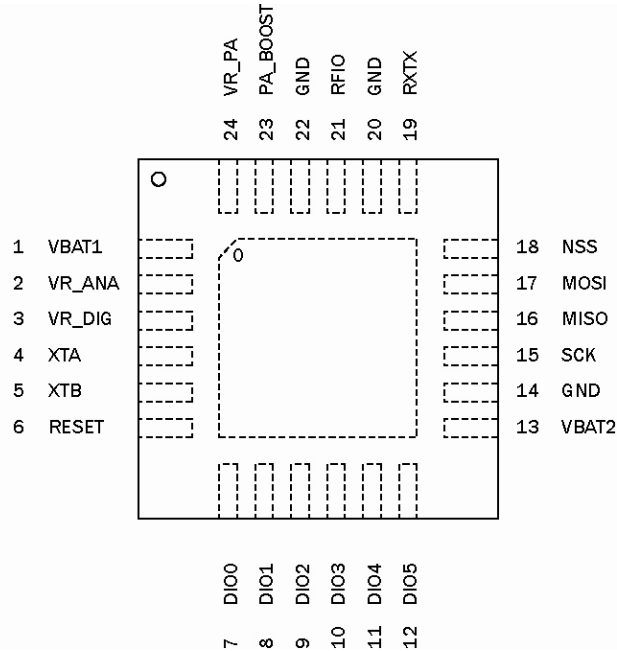 24 VR_PA
23 PA_BOOST
22 GND
21 RFIO
20 GND
19 RXTX
1 VBAT1
2 VR_ANA
3 VR_DIG
4 XTA
5 XTB
6 RESET
0
18 NSS
17 MOSI
16 MISO
15 SCK
14 GND
13 VBAT2
7 DIO0
8 DIO1
9 DIO2
10 DIO3
11 DIO4
12 DIO5